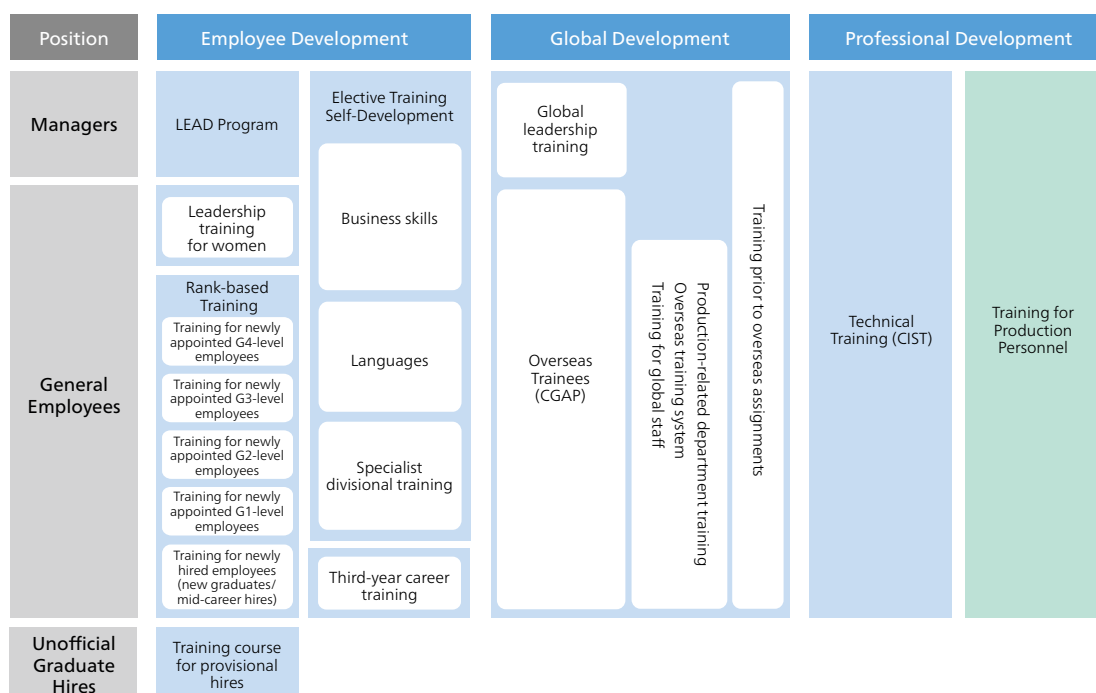 Position
Employee Development
Global Development
Professional Development
Managers
LEAD Program
Elective Training
Self-Development
Global
leadership
training
General
Employees
Leadership
training
for women
Rank-based
Training
Training for newly
appointed G4-level
employees
Training for newly
appointed G3-level
employees
Training for newly
appointed G2-level
employees
Training for newly
appointed G1-level
employees
Training for newly
hired employees
(new graduates/
mid-career hires)
Business skills
Languages
Specialist
divisional training
Third-year career
training
Overseas
Trainees
(CGAP)
Production-related department training
Overseas training system
Training for global staff
Training prior to overseas assignments
Technical
Training (CIST)
Training for
Production
Personnel
Unofficial
Graduate
Hires
Training course
for provisional
hires